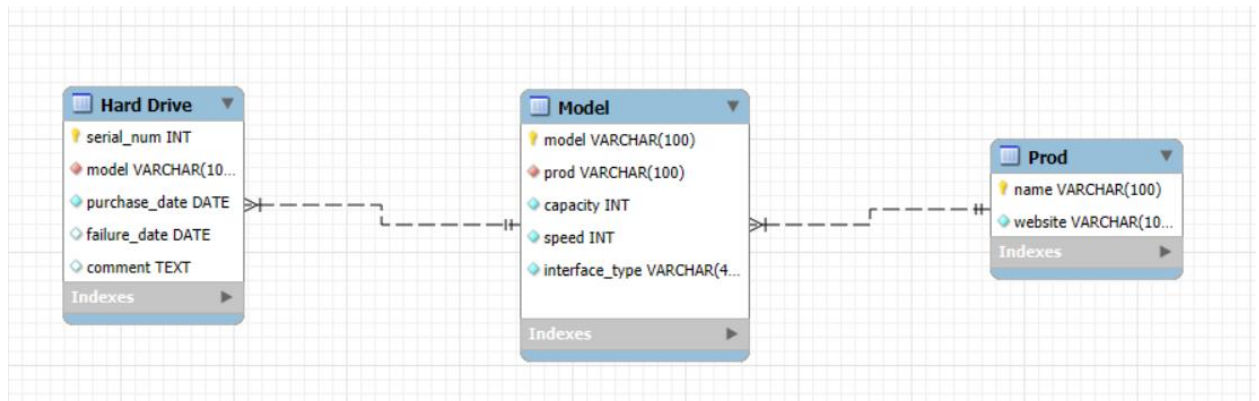 Hard Drive
serial_num INT
model VARCHAR(10...
purchase_date DATE
failure_date DATE
comment TEXT
Indexes
Model
model VARCHAR(100)
prod VARCHAR(100)
capacity INT
speed INT
interface_type VARCHAR(4...
Indexes
Prod
name VARCHAR(100)
website VARCHAR(10...
Indexes